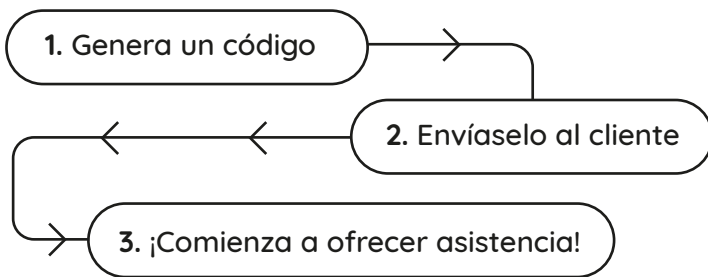 1. Genera un código
2. Envíaselo al cliente
3. ¡Comienza a ofrecer asistencia!